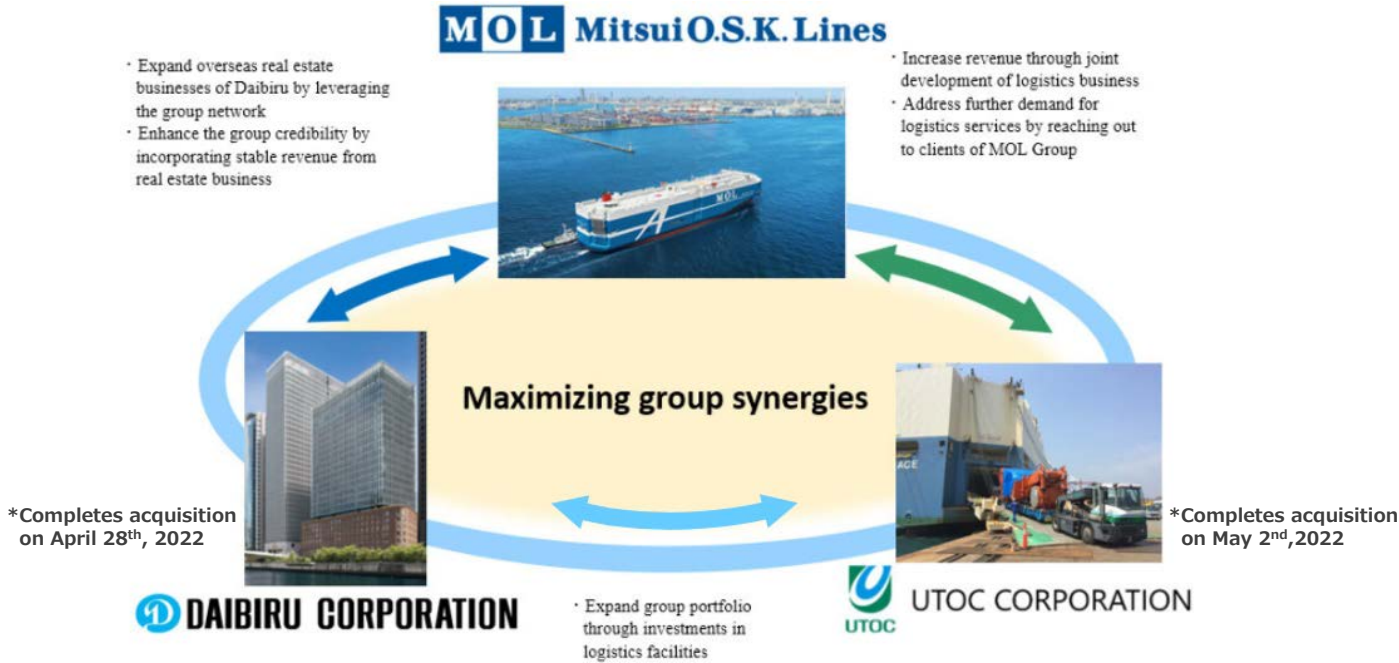 MOL Mitsui O.S.K. Lines
· Expand overseas real estate
businesses of Daibiru by leveraging
the group network
· Enhance the group credibility by
incorporating stable revenue from
real estate business
· Increase revenue through joint
development of logistics business
· Address further demand for
logistics services by reaching out
to clients of MOL Group
MOL
Maximizing group synergies
ACE
*Completes acquisition
on April 28th, 2022
*Completes acquisition
on May 2nd,2022
DAIBIRU CORPORATION
· Expand group portfolio
through investments in
logistics facilities
UTOC
UTOC CORPORATION